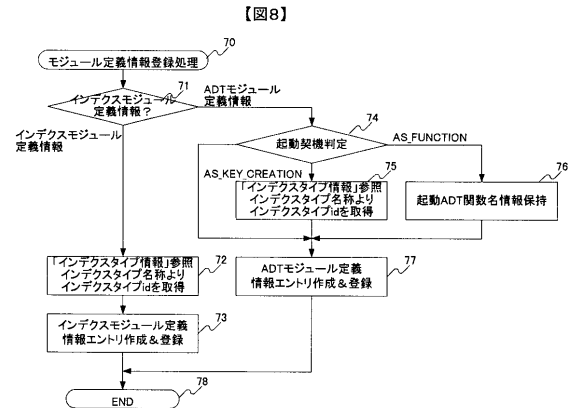 【図8】
70
モジュール定義情報登録処理
71
インデクスモジュール
定義情報？
ADTモジュール
定義情報
インデクスモジュール
定義情報
74
起動契機判定
AS_FUNCTION
AS_KEY_CREATION
75
「インデクスタイプ情報」参照
インデクスタイプ名称より
インデクスタイプidを取得
76
起動ADT関数名情報保持
「インデクスタイプ情報」参照
インデクスタイプ名称より
インデクスタイプidを取得
72
ADTモジュール定義
情報エントリ作成＆登録
77
インデクスモジュール定義
情報エントリ作成＆登録
73
END
78